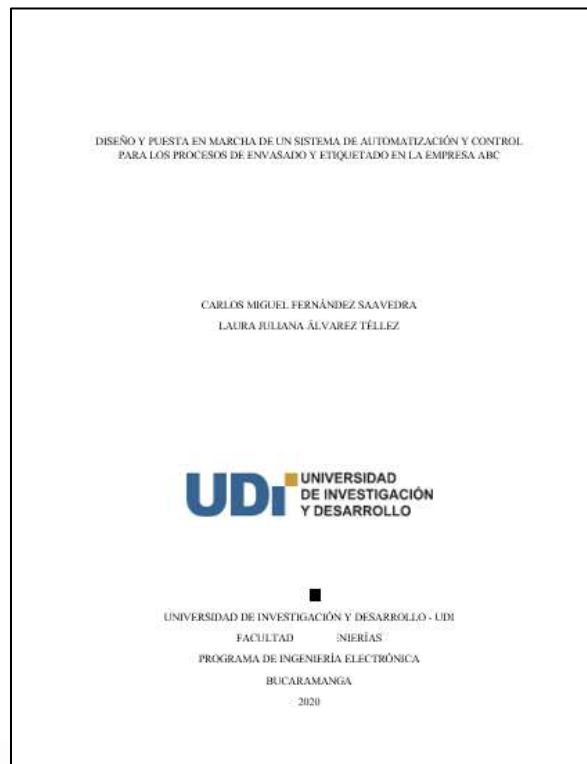 DISEÑO Y PUESTA EN MARCHA DE UN SISTEMA DE AUTOMATIZACIÓN Y CONTROL
PARA LOS PROCESOS DE ENVASADO Y ETIQUETADO EN LA EMPRESA ABC
CARLOS MIGUEL FERNÁNDEZ SAAVEDRA
LAURA JULIANA ÁLVAREZ TÉLLEZ
UDi UNIVERSIDAD
DE INVESTIGACIÓN
Y DESARROLLO
UNIVERSIDAD DE INVESTIGACIÓN Y DESARROLLO - UDI
FACULTAD NIERÍAS
PROGRAMA DE INGENIERÍA ELECTRÓNICA
BUCARAMANGA
2020